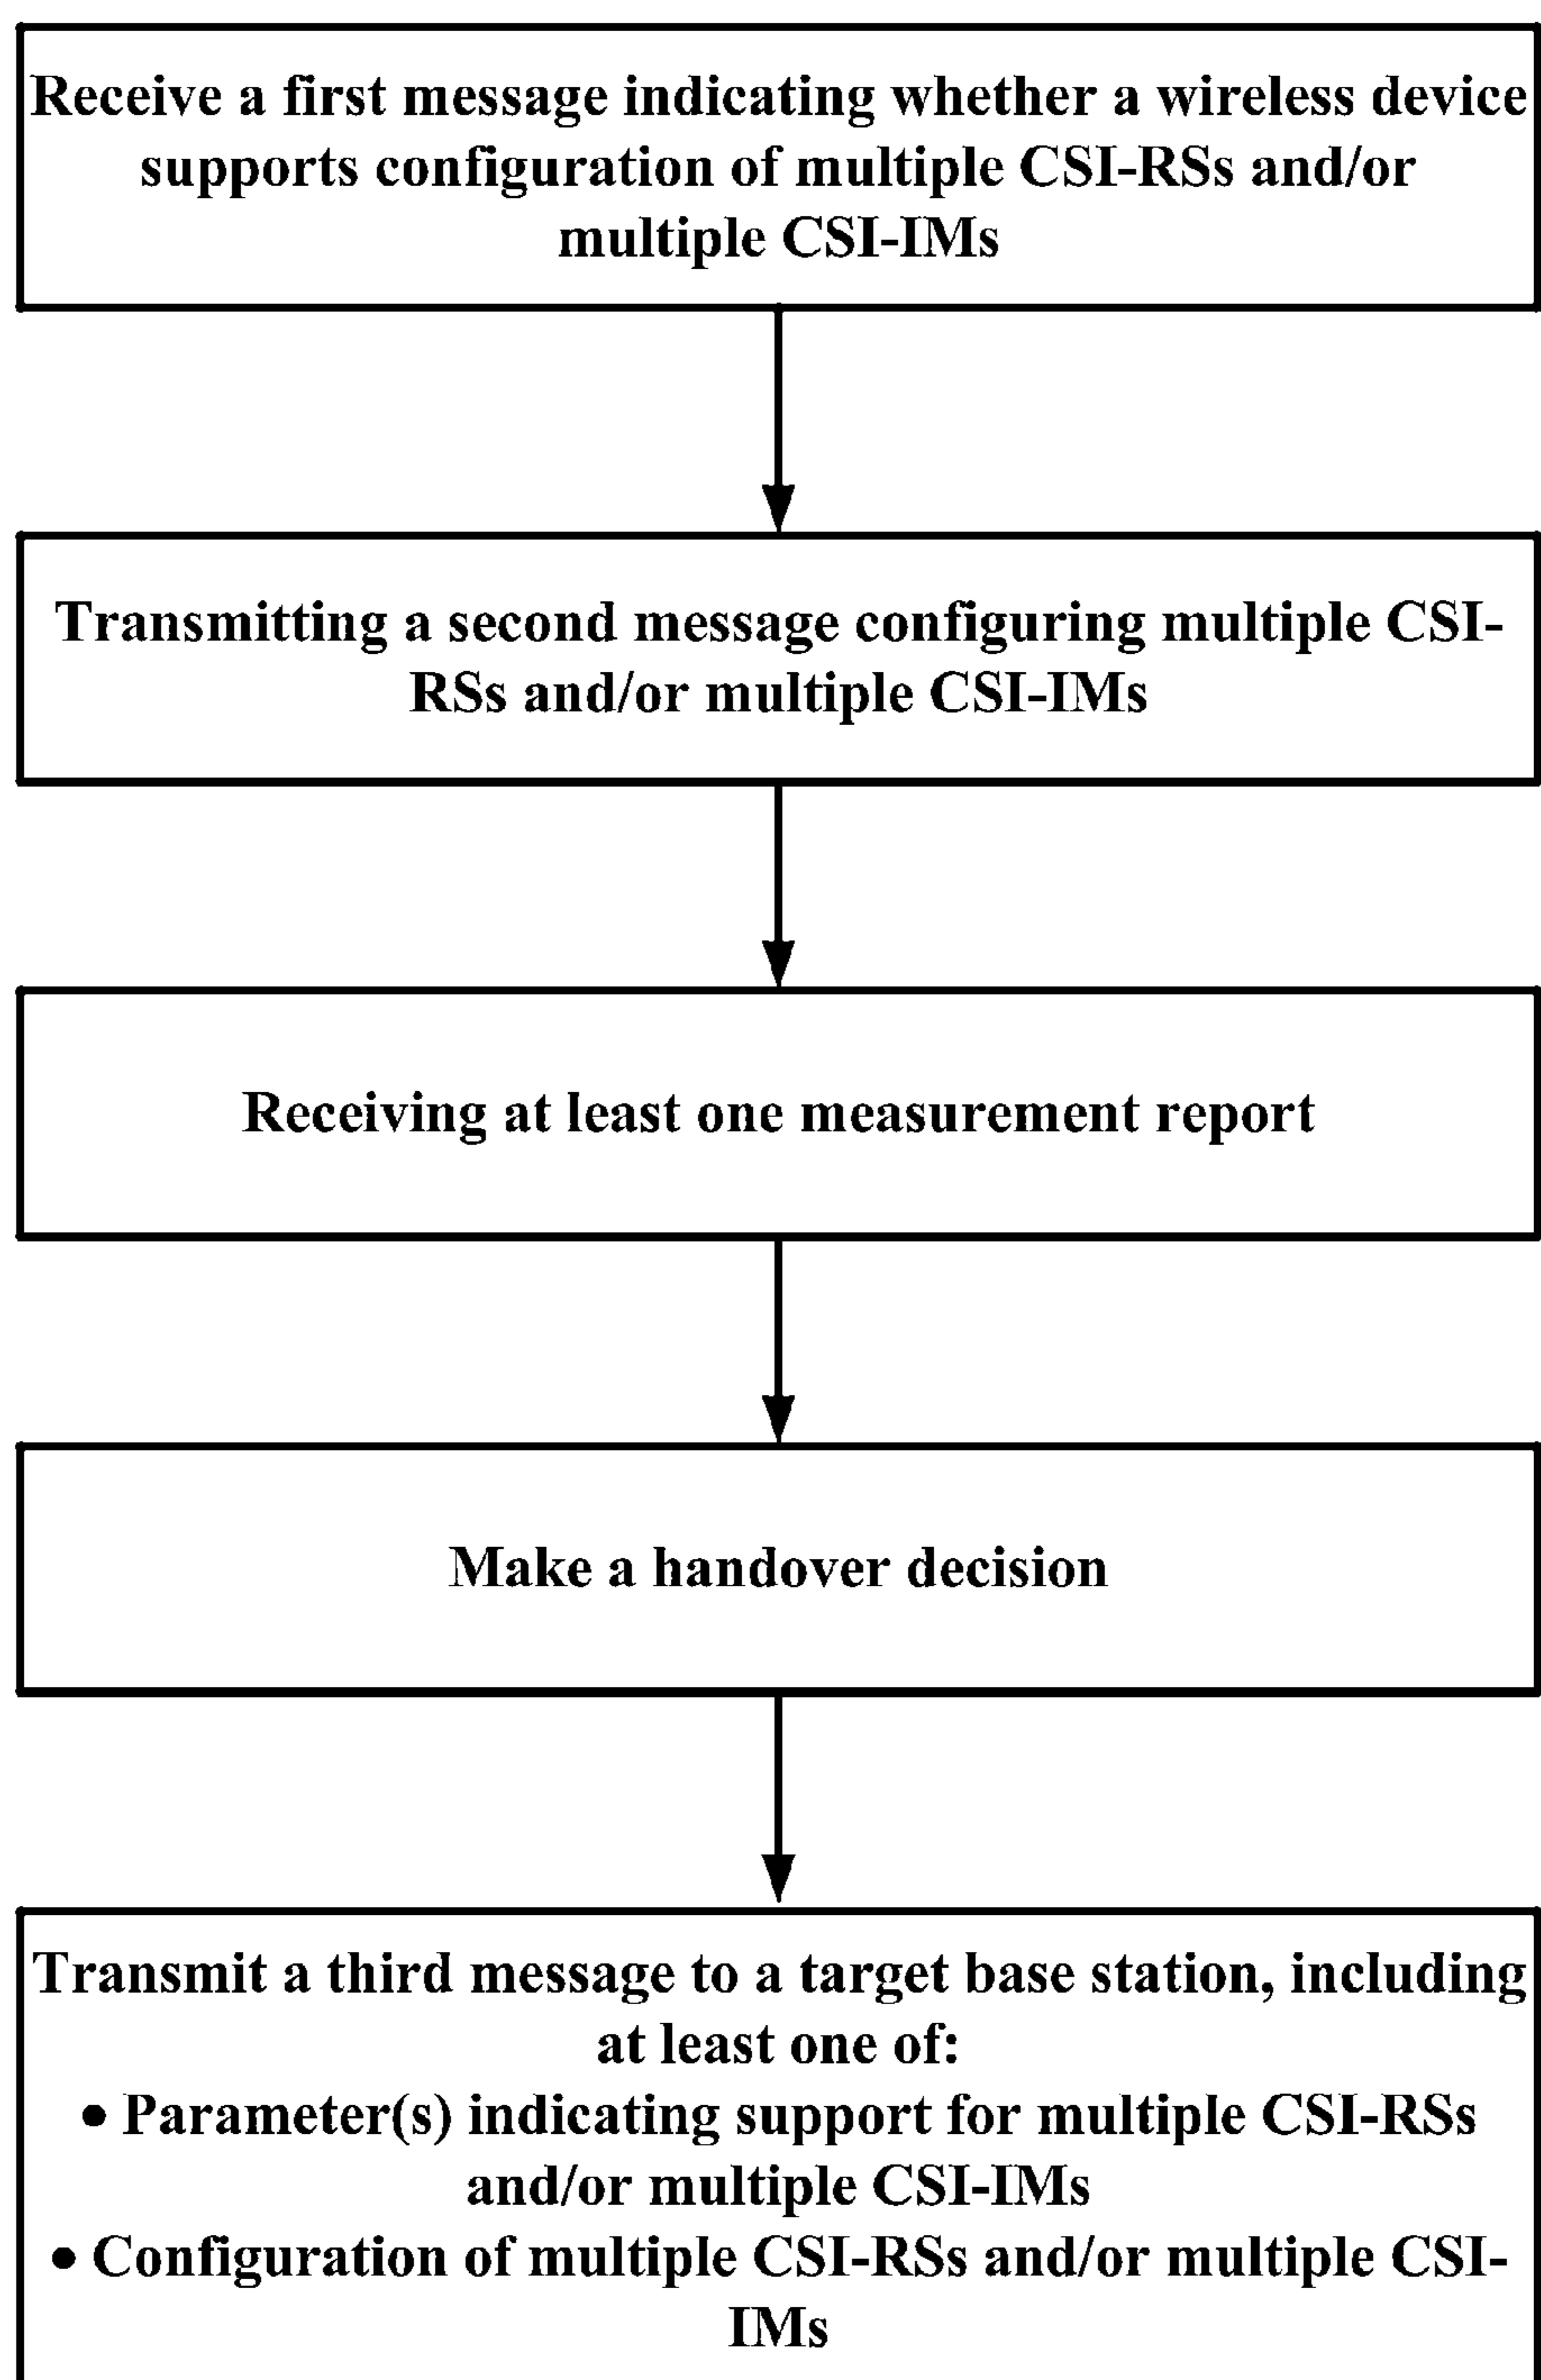 Receive a first message indicating whether a wireless device
supports configuration of multiple CSI-RSs and/or
multiple CSI-IMs
Transmitting a second message configuring multiple CSI-
RSs and/or multiple CSI-IMs
Receiving at least one measurement report
Make a handover decision
Transmit a third message to a target base station, including
at least one of:
• Parameter(s) indicating support for multiple CSI-RSs
and/or multiple CSI-IMs
• Configuration of multiple CSI-RSs and/or multiple CSI-
IMs